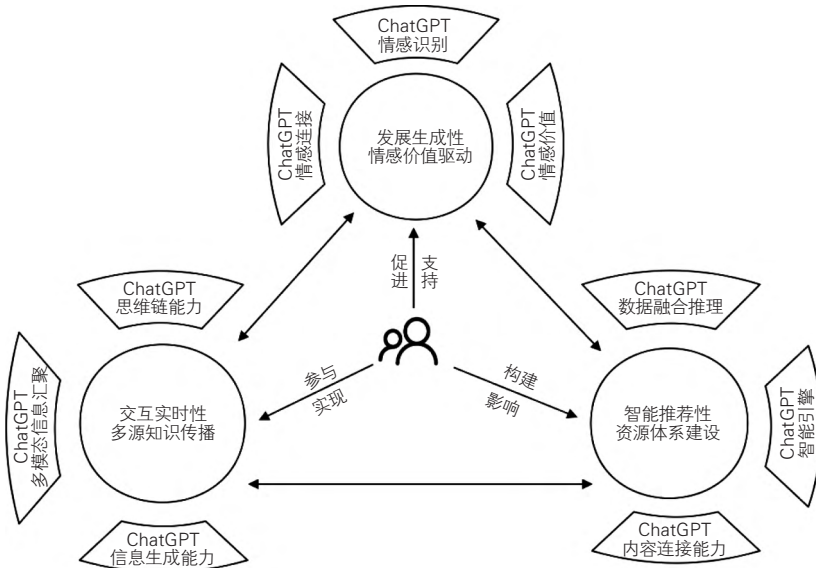 ChatGPT
情感识别
ChatGPT
情感连接
发展生成性
情感价值驱动
ChatGPT
情感价值
促进
支持
ChatGPT
思维链能力
ChatGPT
数据融合推理
参与
实现
构建
影响
ChatGPT
多模态信息汇聚
交互实时性
多源知识传播
智能推荐性
资源体系建设
ChatGPT
智能引擎
ChatGPT
信息生成能力
ChatGPT
内容连接能力